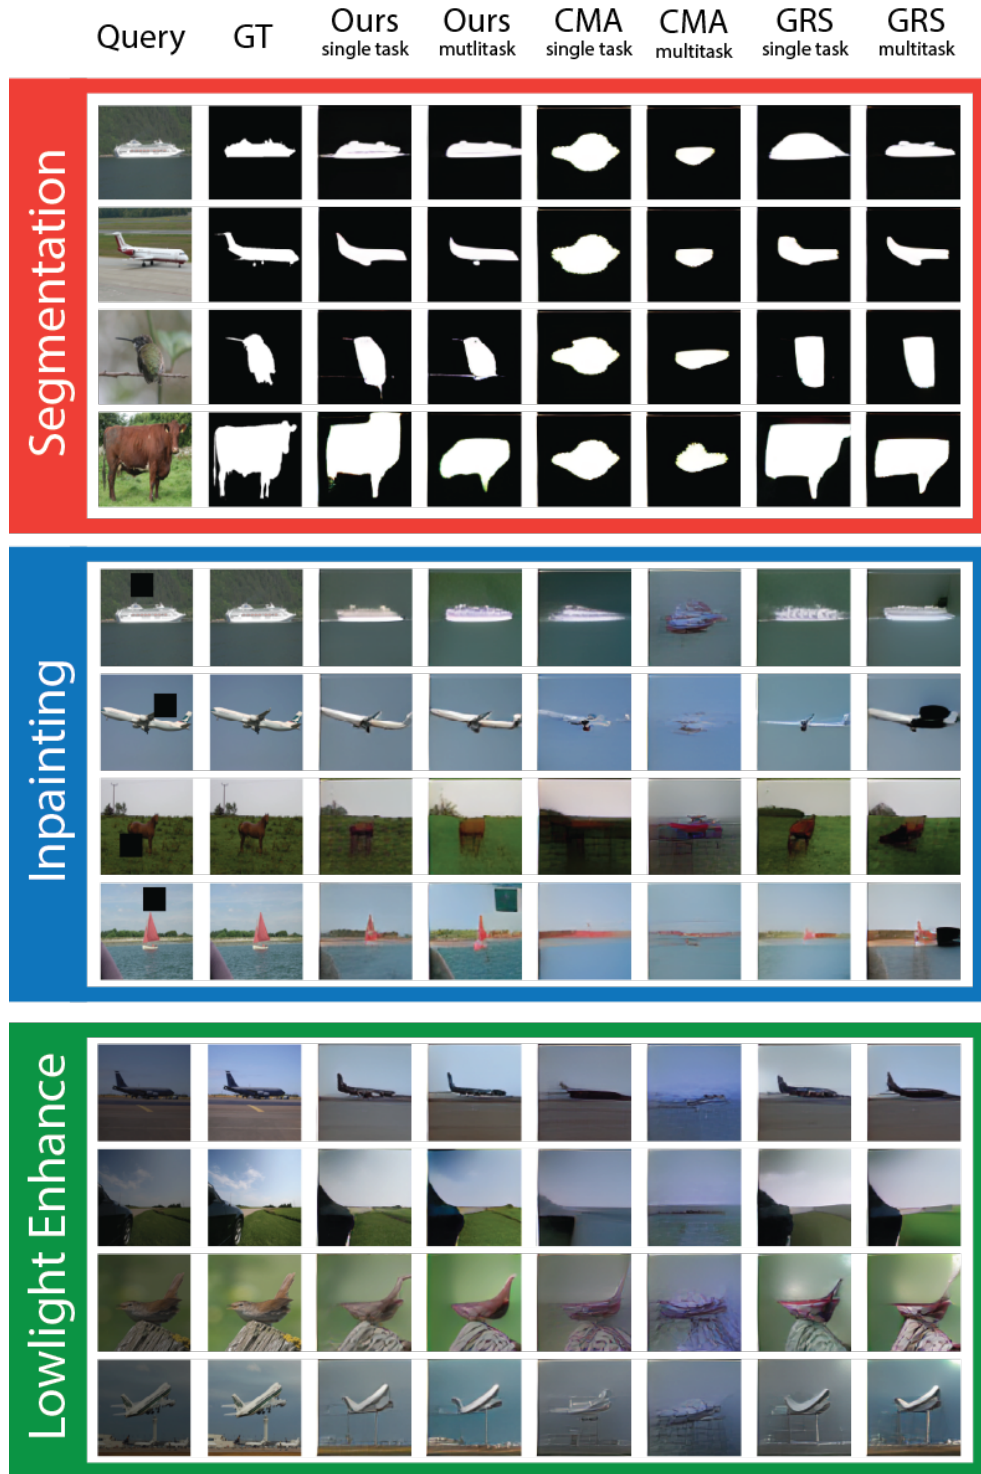 Query GT Ours Ours CMA CMA GRS GRS
single task mutlitask single task multitask single task multitask
Segmentation
Inpainting
Lowlight Enhance